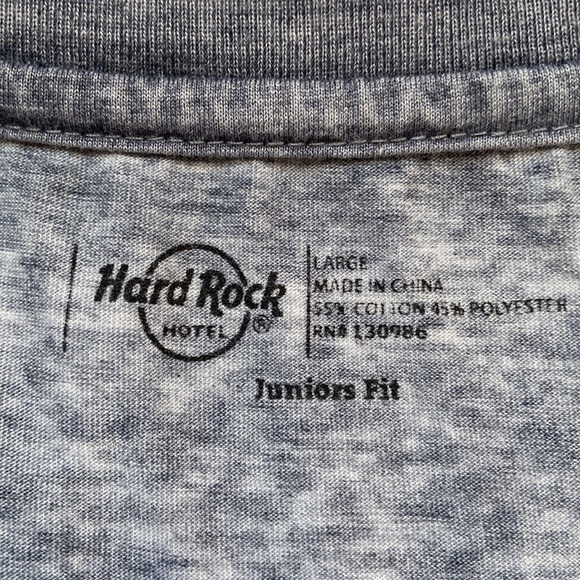 Hard Rock
HOTEL ®
LARGE
MADE IN CHINA
55% COTTON 45% POLYESTER
RN# 130986
Juniors Fit